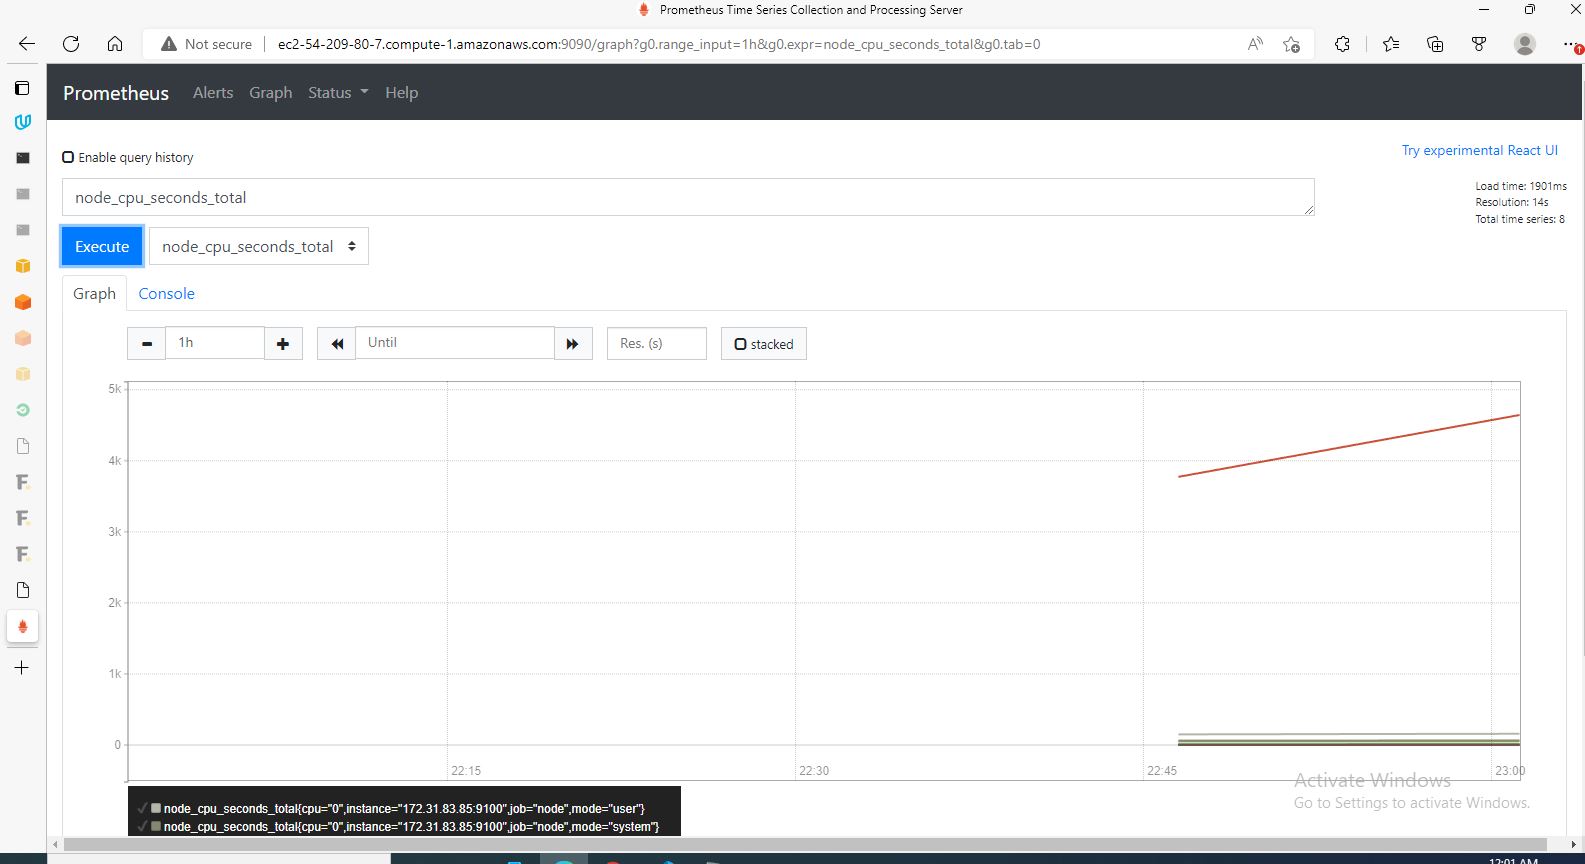 Prometheus Time Series Collection and Processing Server
Not secure
ec2-54-209-80-7.compute-1.amazonaws.com:9090/graph?g0.range_input=1h&g0.expr=node_cpu_seconds_total&g0.tab=0
Prometheus Alerts Graph Status Help
Enable query history
Try experimental React UI
node_cpu_seconds_total
Load time: 1901ms
Resolution: 14s
Total time series: 8
Execute
node_cpu_seconds_total
Graph Console
1h
Until
Res. (s)
stacked
5k
4k
3k
2k
1k
0
22:15 22:30 22:45 23:00
Activate Windows
Go to Settings to activate Windows.
node_cpu_seconds_total{cpu="0",instance="172.31.83.85:9100",job="node",mode="user"}
node_cpu_seconds_total{cpu="0",instance="172.31.83.85:9100",job="node",mode="system"}
12:01 AM